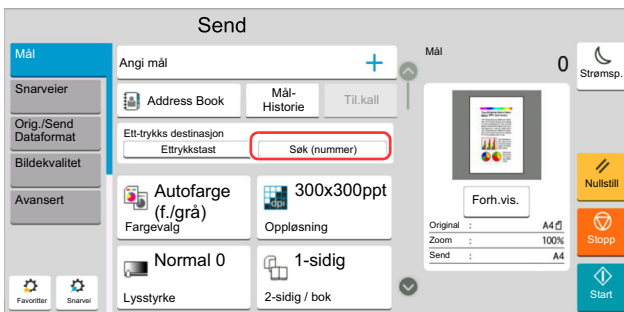 Send
Mål
Snarveier
Orig./Send
Dataformat
Bildekvalitet
Avansert
Favoritter
Snarvei
Angi mål
Address Book
Mål-
Historie
Til.kall
Ett-trykks destinasjon
Ettrykkstast
Søk (nummer)
Autofarge
(f./grå)
Fargevalg
dpi
300x300ppt
Oppløsning
Normal 0
Lysstyrke
1-sidig
2-sidig / bok
Mål
0
Forh.vis.
Original : A4
Zoom : 100%
Send : A4
Strømsp.
Nullstill
Stopp
Start